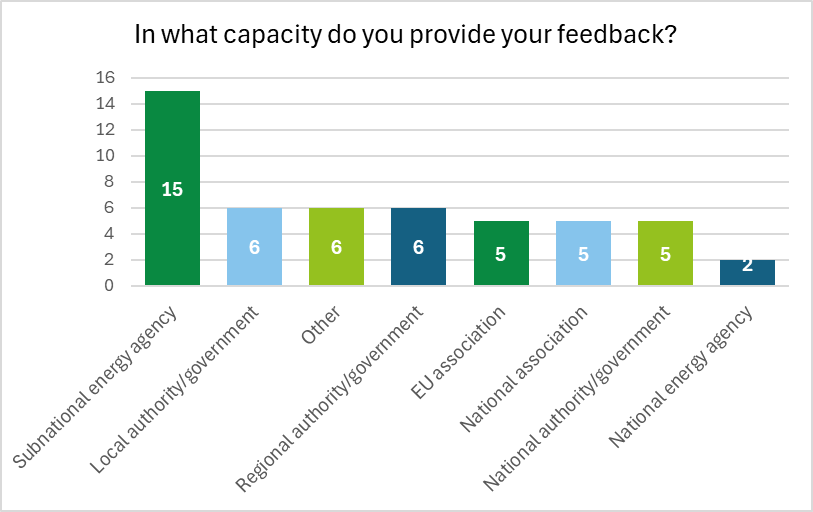 In what capacity do you provide your feedback?
16
14
12
10
8
6
4
2
0
15
6
6
6
5
5
5
2
Subnational energy agency
Local authority/government
Other
Regional authority/government
EU association
National association
National authority/government
National energy agency